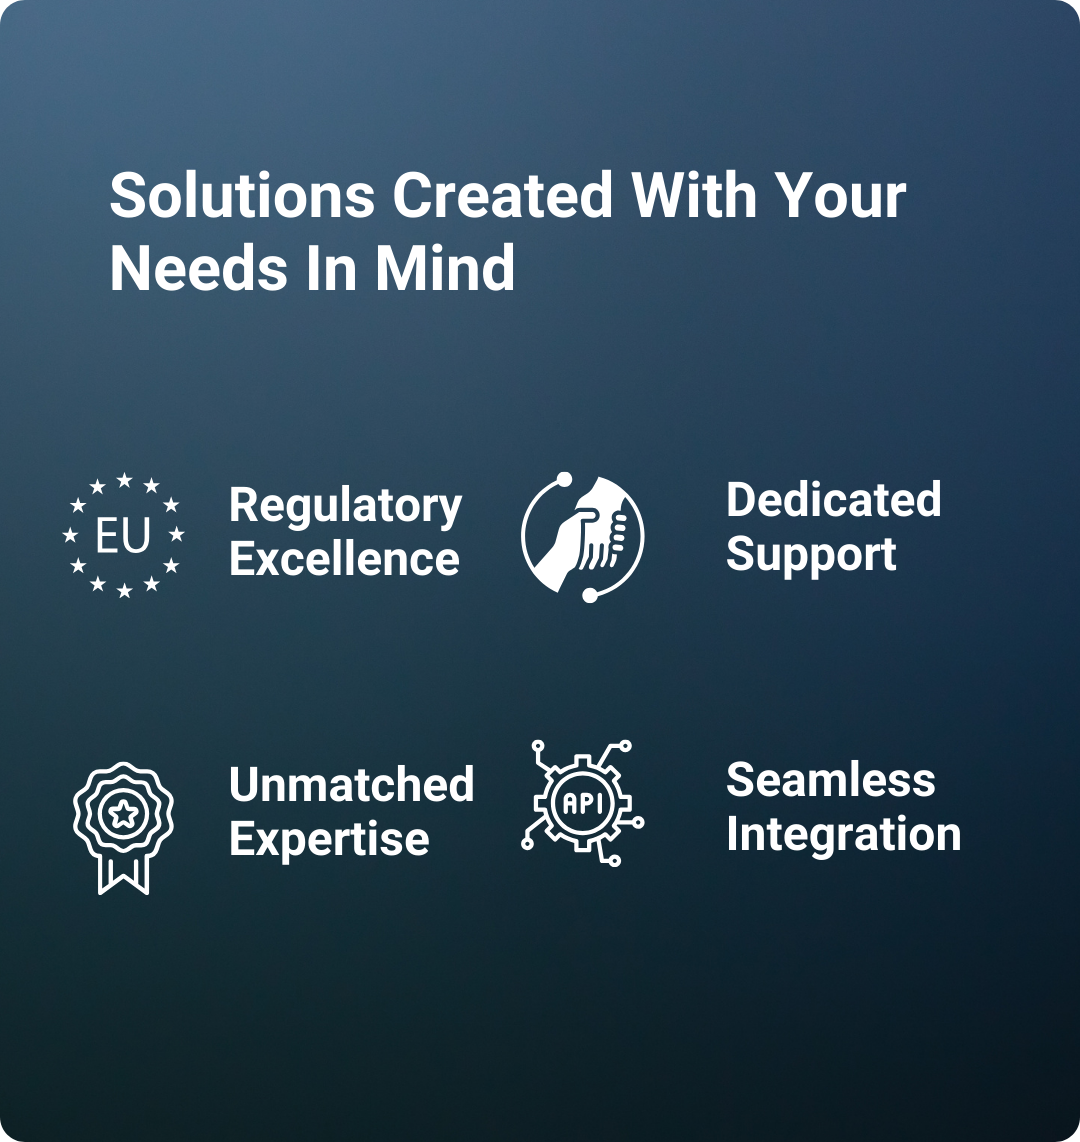 Solutions Created With Your
Needs In Mind
EU
Regulatory
Excellence
Dedicated
Support
Unmatched
Expertise
API
Seamless
Integration